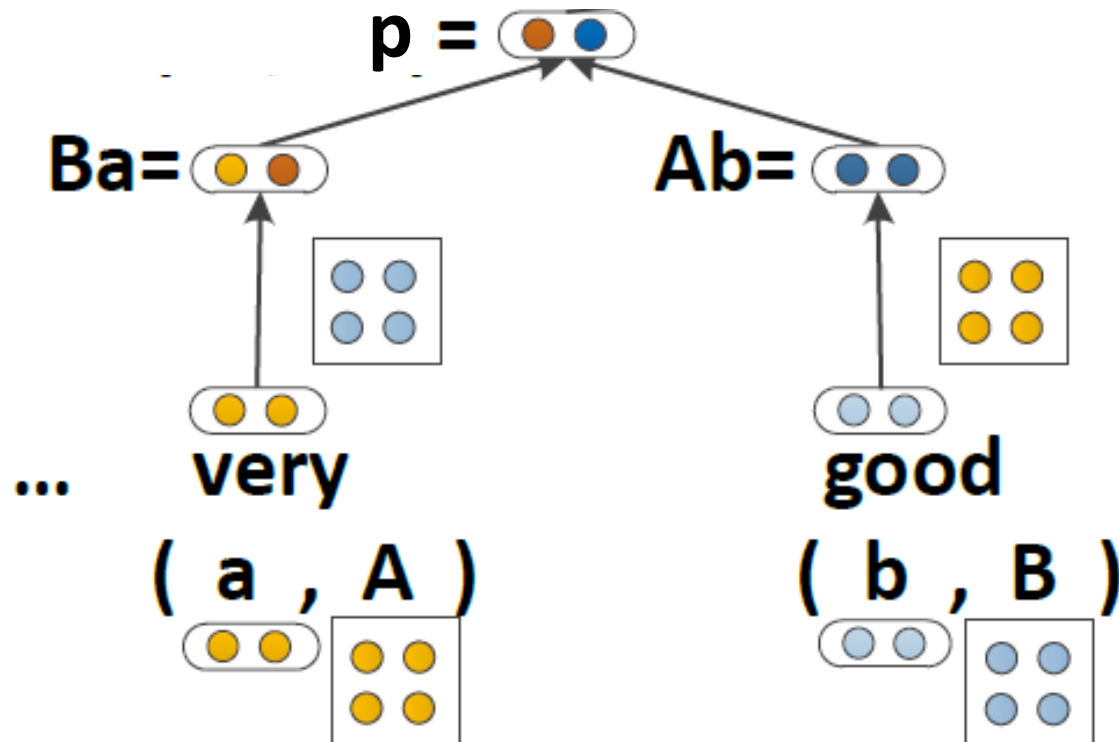 p =
Ba= Ab=
... very good
( a , A ) ( b , B )